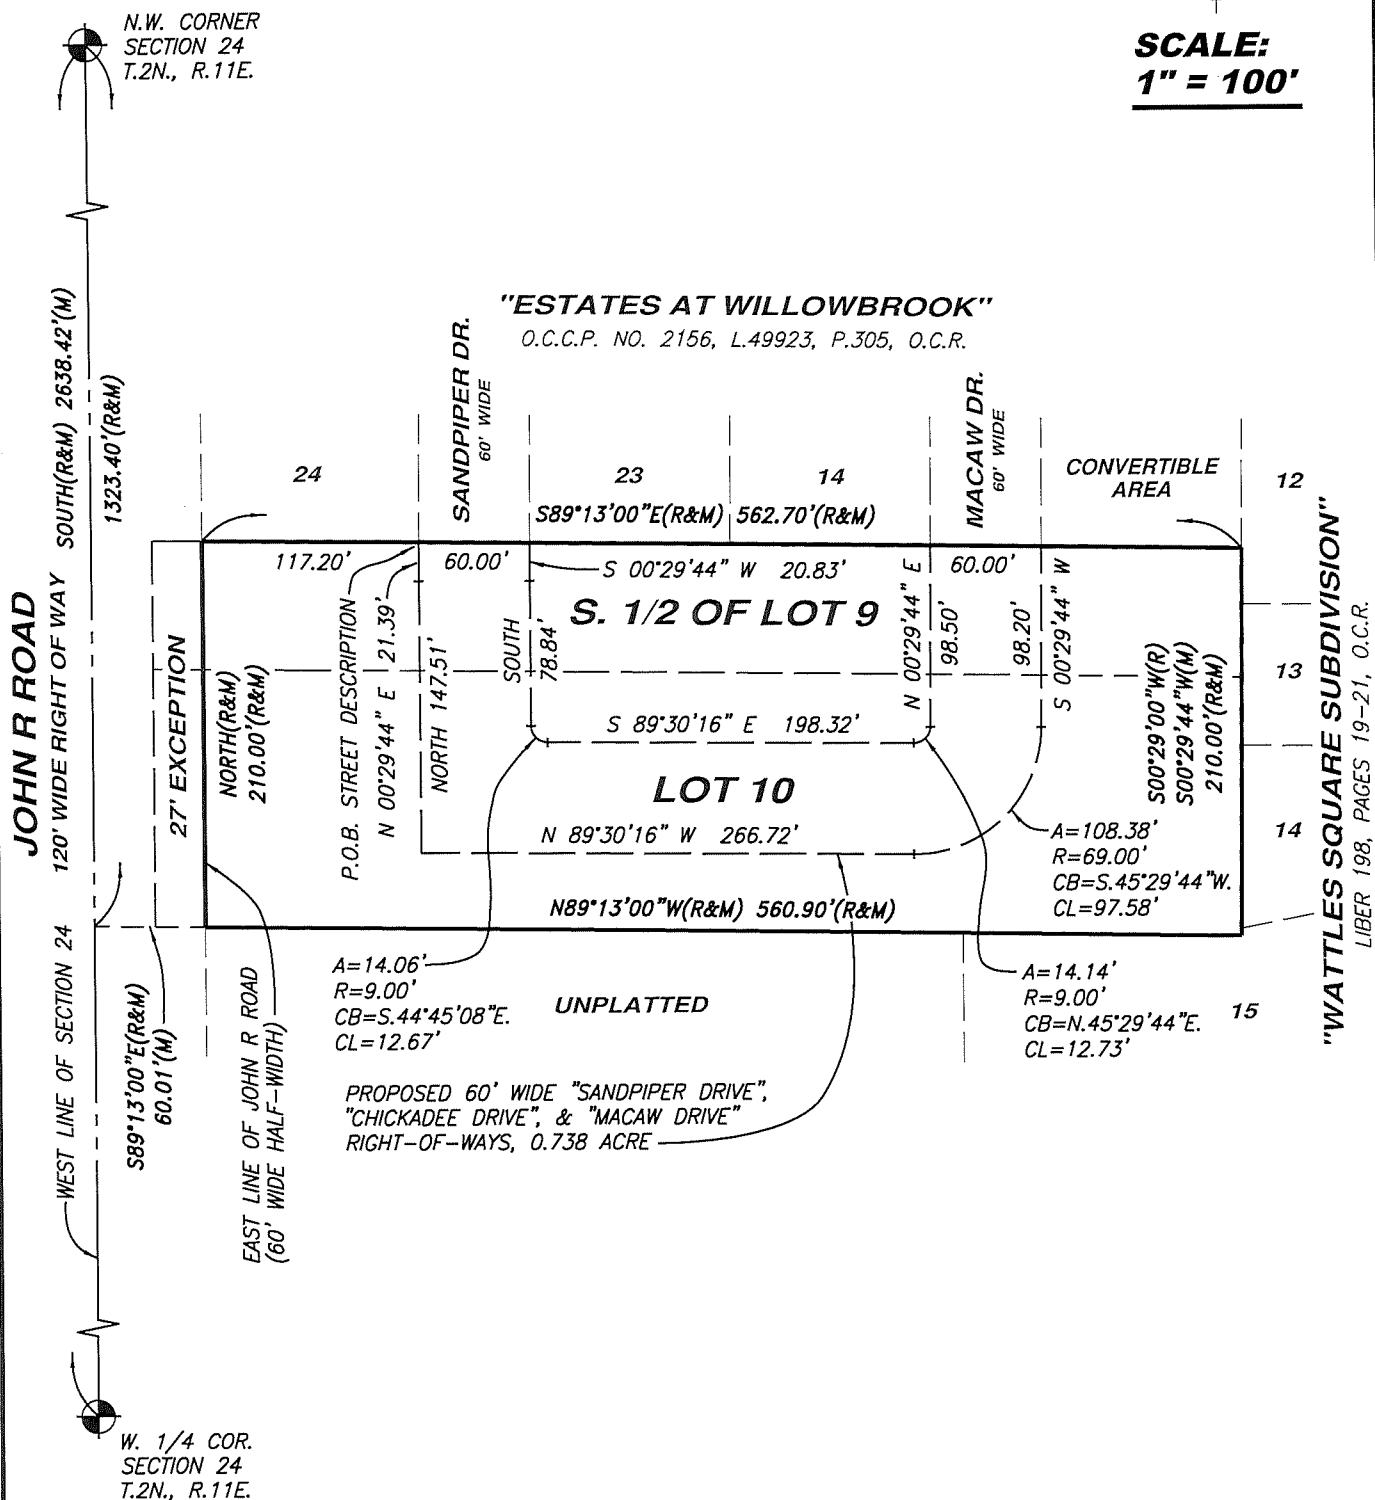 N.W. CORNER
SECTION 24
T.2N., R.11E.
SCALE:
1" = 100'
"ESTATES AT WILLOWBROOK"
O.C.C.P. NO. 2156, L.49923, P.305, O.C.R.
JOHN R ROAD
120' WIDE RIGHT OF WAY
SOUTH(R&M) 2638.42'(M)
1323.40'(R&M)
SANDPIPER DR.
60' WIDE
MACAW DR.
60' WIDE
24
23
14
CONVERTIBLE
AREA
12
S89°13'00"E(R&M) 562.70'(R&M)
117.20'
60.00'
S 00°29'44" W 20.83'
60.00'
S. 1/2 OF LOT 9
27' EXCEPTION
NORTH(R&M)
210.00'(R&M)
P.O.B. STREET DESCRIPTION
N 00°29'44" E 21.39'
NORTH 147.51'
SOUTH
78.84'
N 00°29'44" E
98.50'
98.20'
S 00°29'44" W
S00°29'00"W(R)
S00°29'44"W(M)
210.00'(R&M)
13
"WATTLES SQUARE SUBDIVISION"
LIBER 198, PAGES 19-21, O.C.R.
S 89°30'16" E 198.32'
LOT 10
N 89°30'16" W 266.72'
14
A=108.38'
R=69.00'
CB=S.45°29'44"W.
CL=97.58'
N89°13'00"W(R&M) 560.90'(R&M)
WEST LINE OF SECTION 24
S89°13'00"E(R&M)
60.01'(M)
EAST LINE OF JOHN R ROAD
(60' WIDE HALF-WIDTH)
A=14.06'
R=9.00'
CB=S.44°45'08"E.
CL=12.67'
UNPLATTED
A=14.14'
R=9.00'
CB=N.45°29'44"E.
CL=12.73'
15
PROPOSED 60' WIDE "SANDPIPER DRIVE",
"CHICKADEE DRIVE", & "MACAW DRIVE"
RIGHT-OF-WAYS, 0.738 ACRE
W. 1/4 COR.
SECTION 24
T.2N., R.11E.